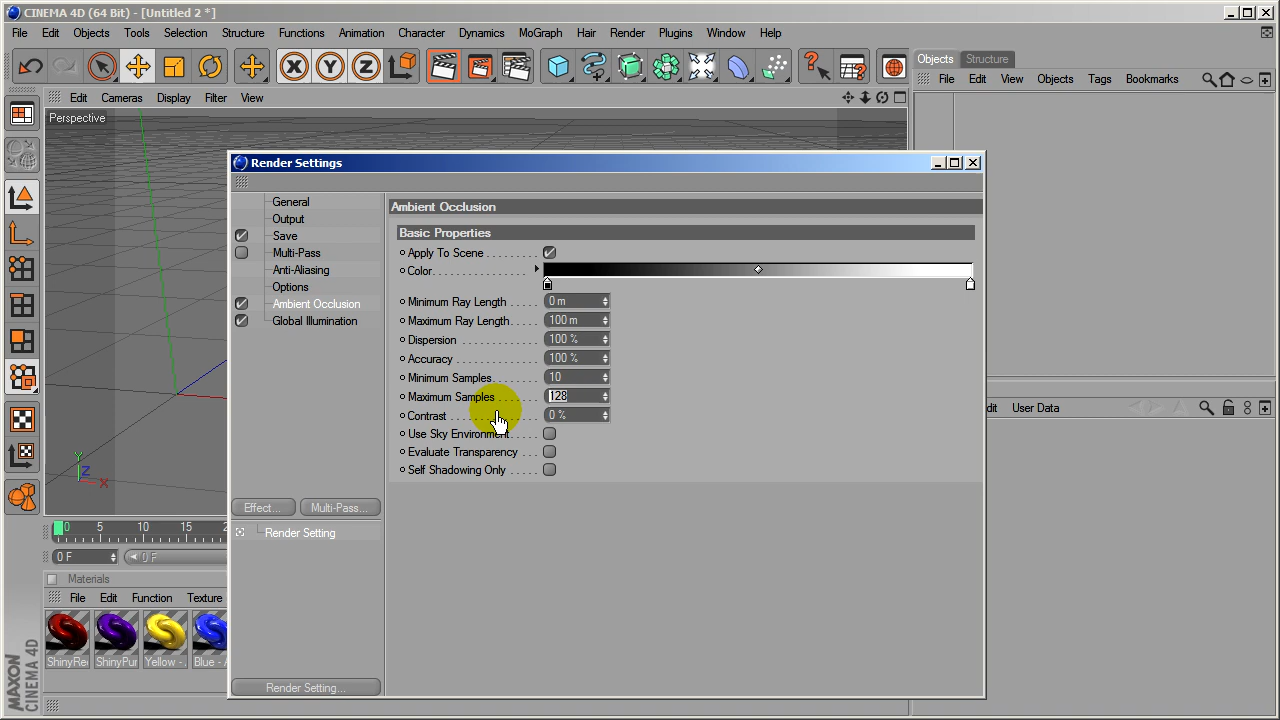 CINEMA 4D (64 Bit) - [Untitled 2 *]
File Edit Objects Tools Selection Structure Functions Animation Character Dynamics MoGraph Hair Render Plugins Window Help
X Y Z
Objects Structure
File Edit View Objects Tags Bookmarks
Edit Cameras Display Filter View
Perspective
Render Settings
General
Output
Save
Multi-Pass
Anti-Aliasing
Options
Ambient Occlusion
Global Illumination
Effect... Multi-Pass...
Render Setting
Render Setting...
Ambient Occlusion
Basic Properties
Apply To Scene
Color
Minimum Ray Length 0 m
Maximum Ray Length 100 m
Dispersion 100 %
Accuracy 100 %
Minimum Samples 10
Maximum Samples 128
Contrast 0 %
Use Sky Environment
Evaluate Transparency
Self Shadowing Only
dit User Data
Y
Z
X
0 5 10 15 2
0 F 0 F
Materials
File Edit Function Texture
ShinyRed ShinyPur Yellow - Blue - A
MAXON
CINEMA 4D